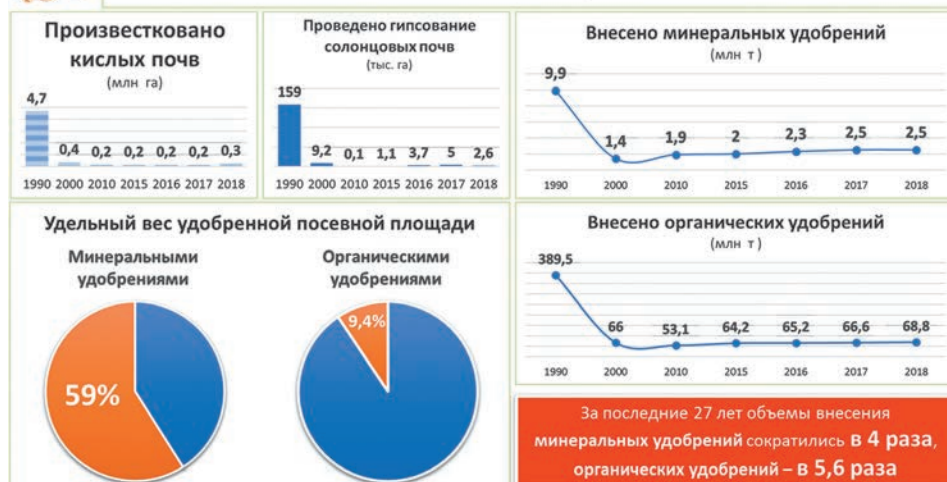 Произвестковано
кислых почв
(млн га)
4,7
0,4 0,2 0,2 0,2 0,2 0,3
1990 2000 2010 2015 2016 2017 2018
Проведено гипсование
солонцовых почв
(тыс. га)
159
9,2 0,1 1,1 3,7 5 2,6
1990 2000 2010 2015 2016 2017 2018
Внесено минеральных удобрений
(млн т )
9,9
1,4 1,9 2 2,3 2,5 2,5
1990 2000 2010 2015 2016 2017 2018
Удельный вес удобренной посевной площади
Минеральными
удобрениями
59%
Органическими
удобрениями
9,4%
Внесено органических удобрений
(млн т )
389,5
66 53,1 64,2 65,2 66,6 68,8
1990 2000 2010 2015 2016 2017 2018
За последние 27 лет объемы внесения
минеральных удобрений сократились в 4 раза,
органических удобрений – в 5,6 раза